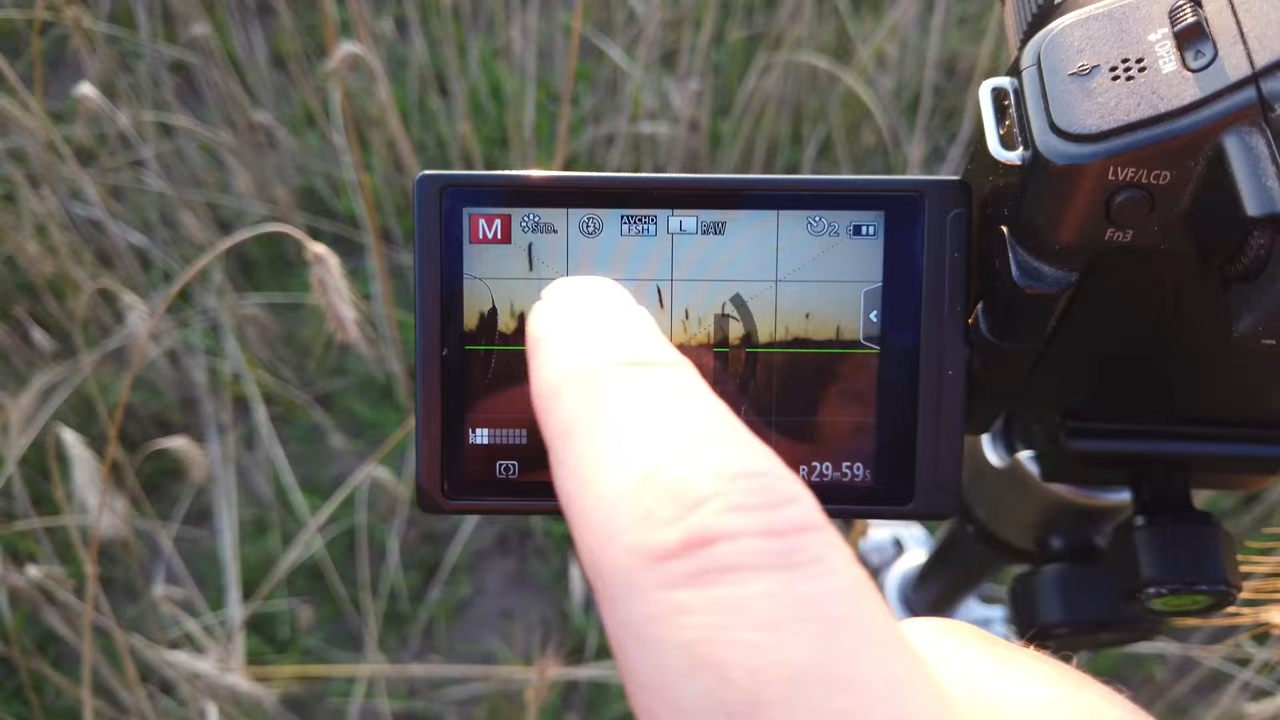 M STD. AVCHD FSH L RAW 2
L
R
R29m59s
OPEN
LVF/LCD
Fn3